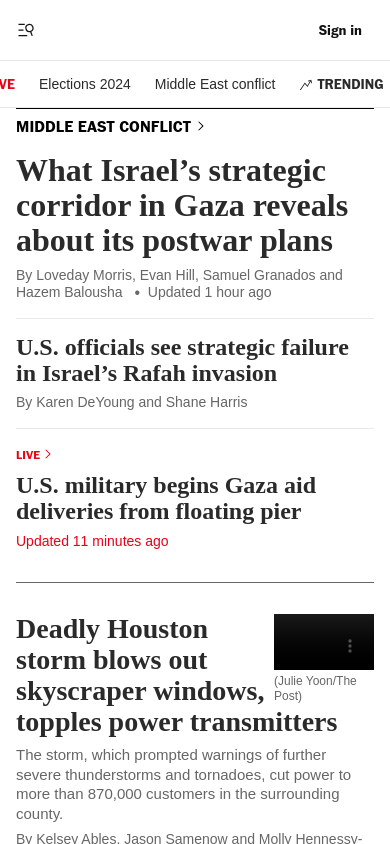 Sign in
VE
Elections 2024
Middle East conflict
TRENDING
MIDDLE EAST CONFLICT
What Israel’s strategic
corridor in Gaza reveals
about its postwar plans
By Loveday Morris, Evan Hill, Samuel Granados and
Hazem Balousha • Updated 1 hour ago
U.S. officials see strategic failure
in Israel’s Rafah invasion
By Karen DeYoung and Shane Harris
LIVE
U.S. military begins Gaza aid
deliveries from floating pier
Updated 11 minutes ago
Deadly Houston
storm blows out
skyscraper windows,
topples power transmitters
(Julie Yoon/The
Post)
The storm, which prompted warnings of further
severe thunderstorms and tornadoes, cut power to
more than 870,000 customers in the surrounding
county.
By Kelsey Ables, Jason Samenow and Molly Hennessy-